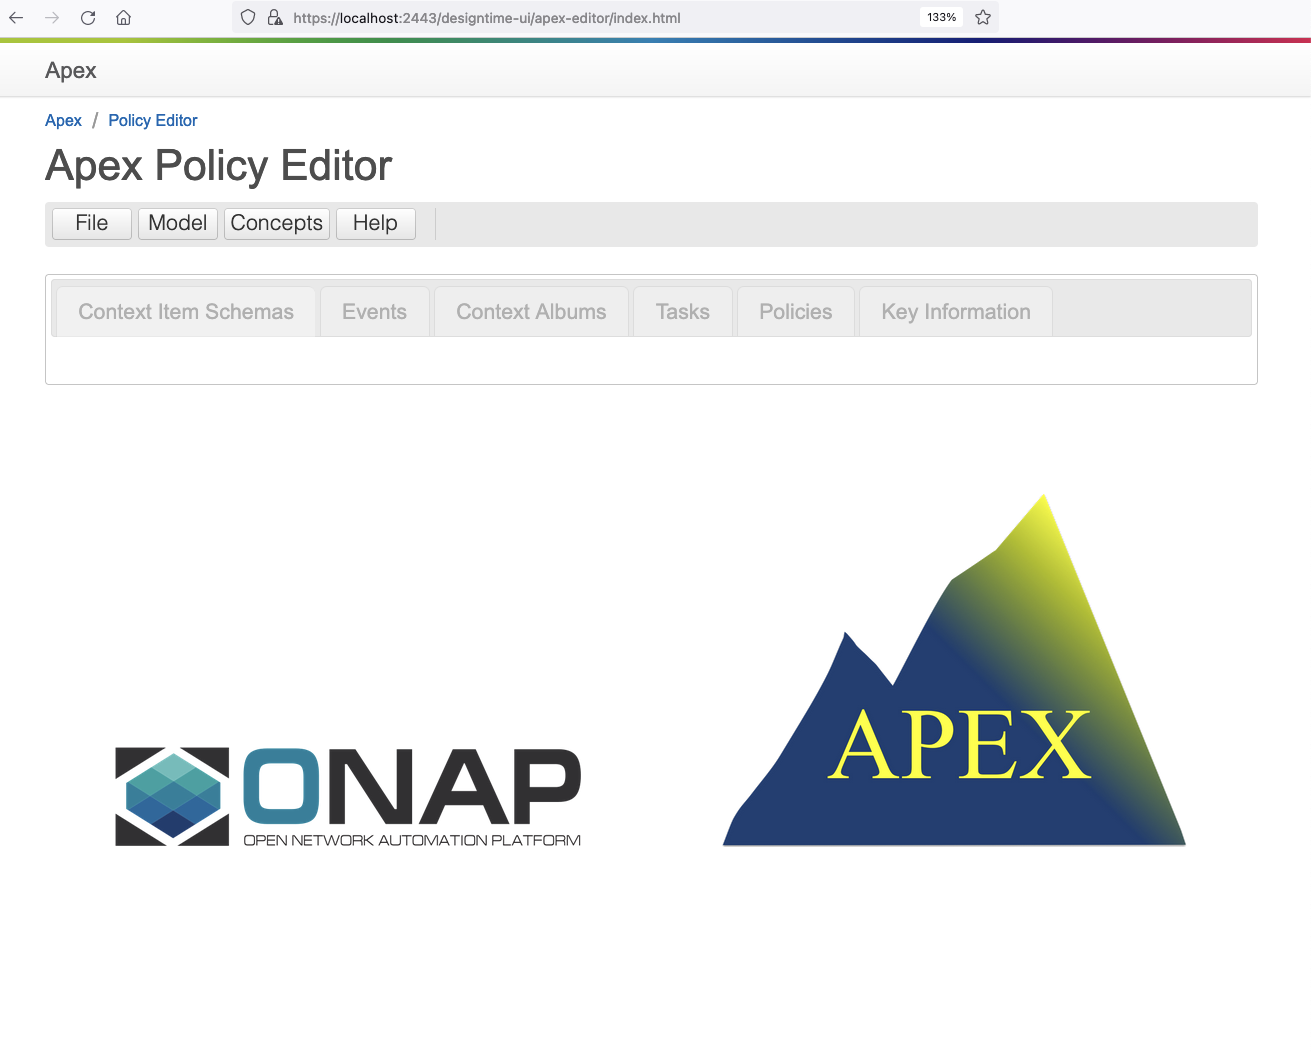 https://localhost:2443/designtime-ui/apex-editor/index.html 133%
Apex
Apex / Policy Editor
Apex Policy Editor
File Model Concepts Help
Context Item Schemas Events Context Albums Tasks Policies Key Information
APEX
ONAP
OPEN NETWORK AUTOMATION PLATFORM